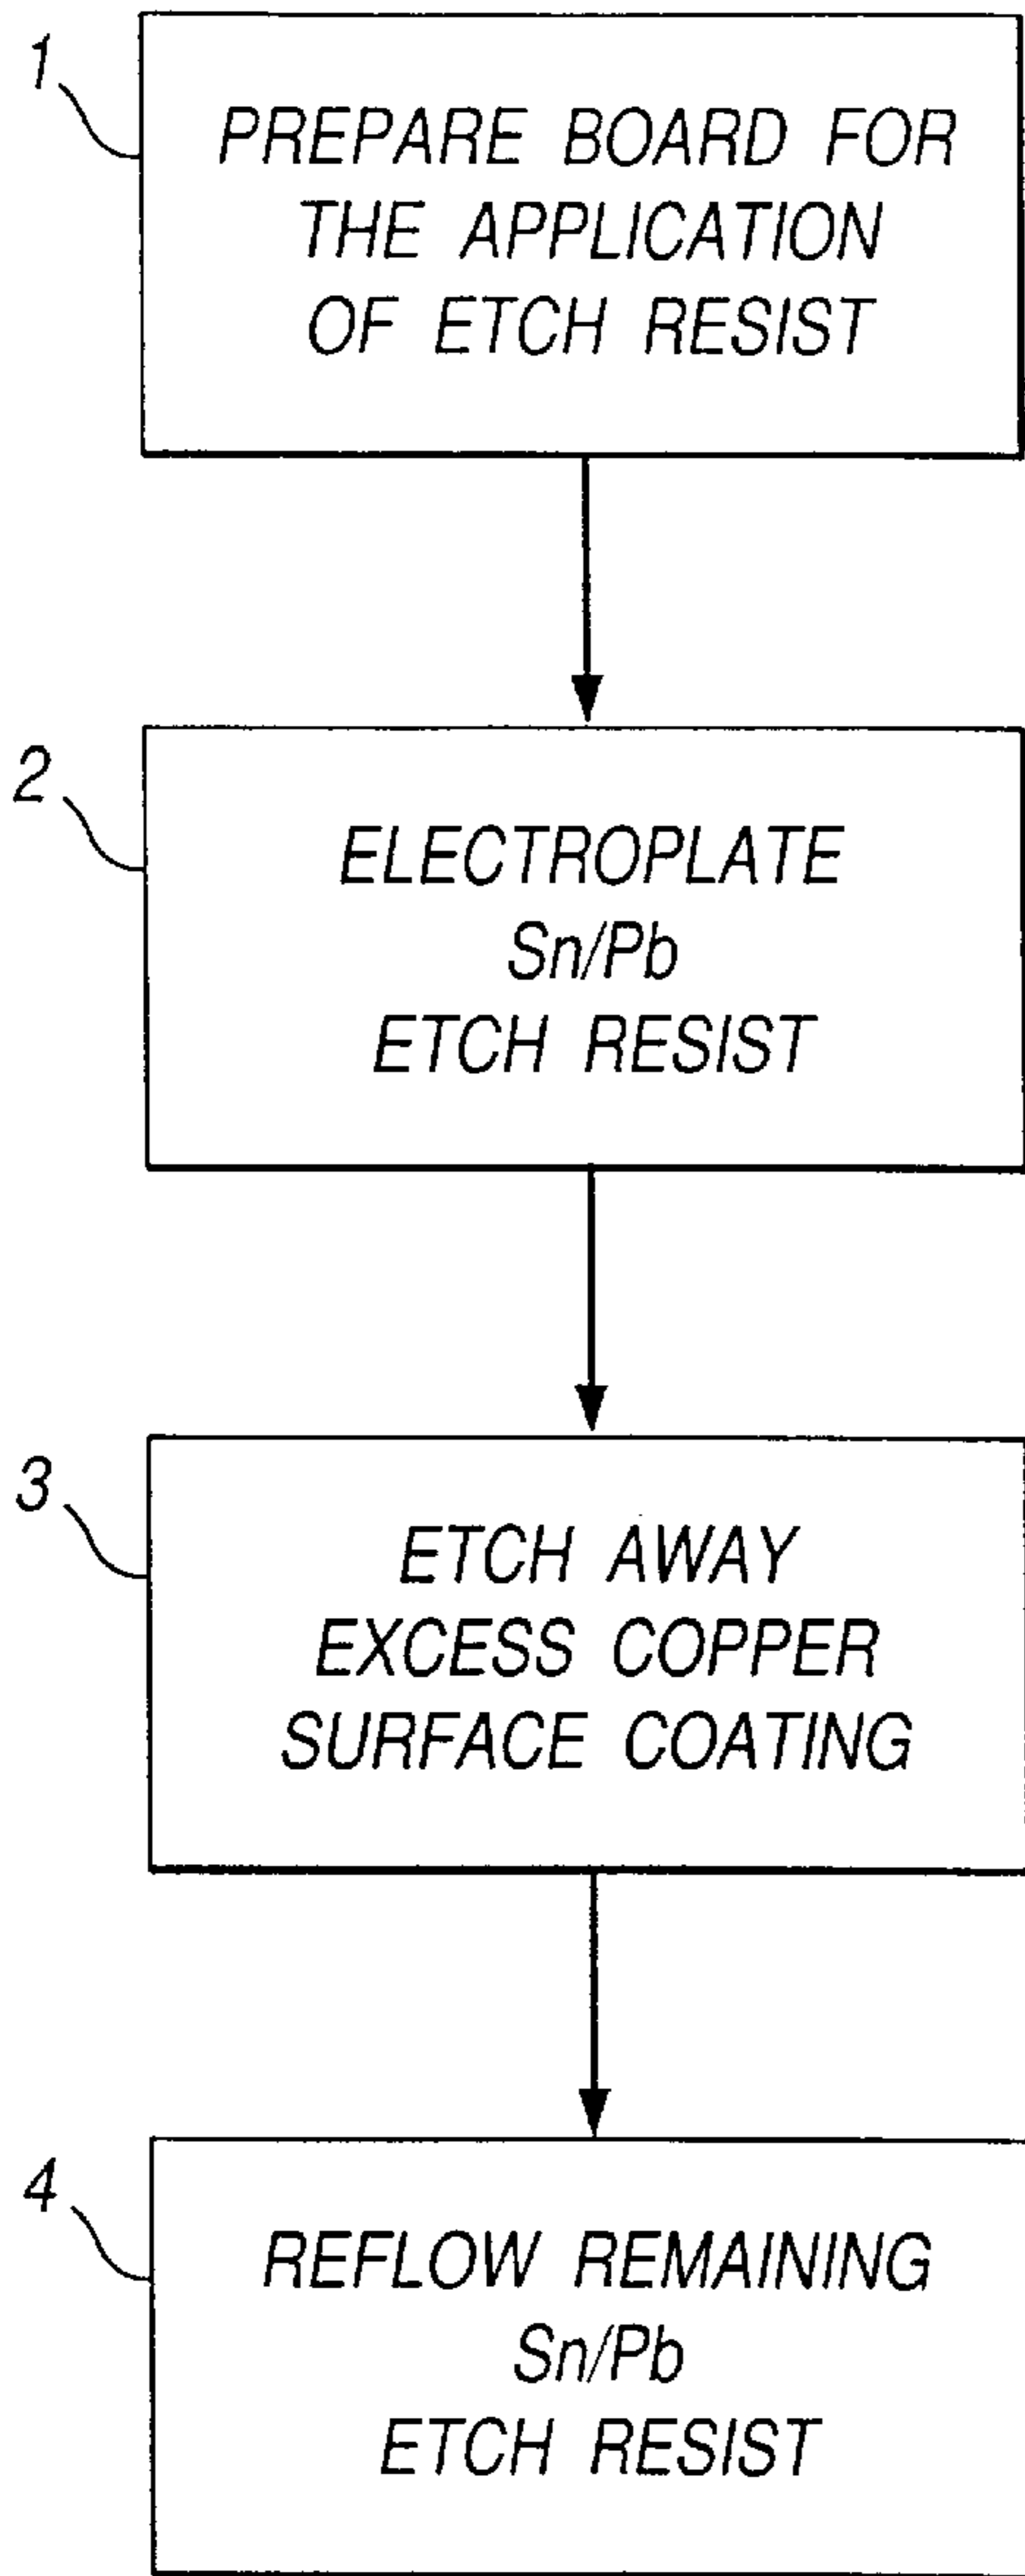 1
PREPARE BOARD FOR
THE APPLICATION
OF ETCH RESIST
2
ELECTROPLATE
Sn/Pb
ETCH RESIST
3
ETCH AWAY
EXCESS COPPER
SURFACE COATING
4
REFLOW REMAINING
Sn/Pb
ETCH RESIST